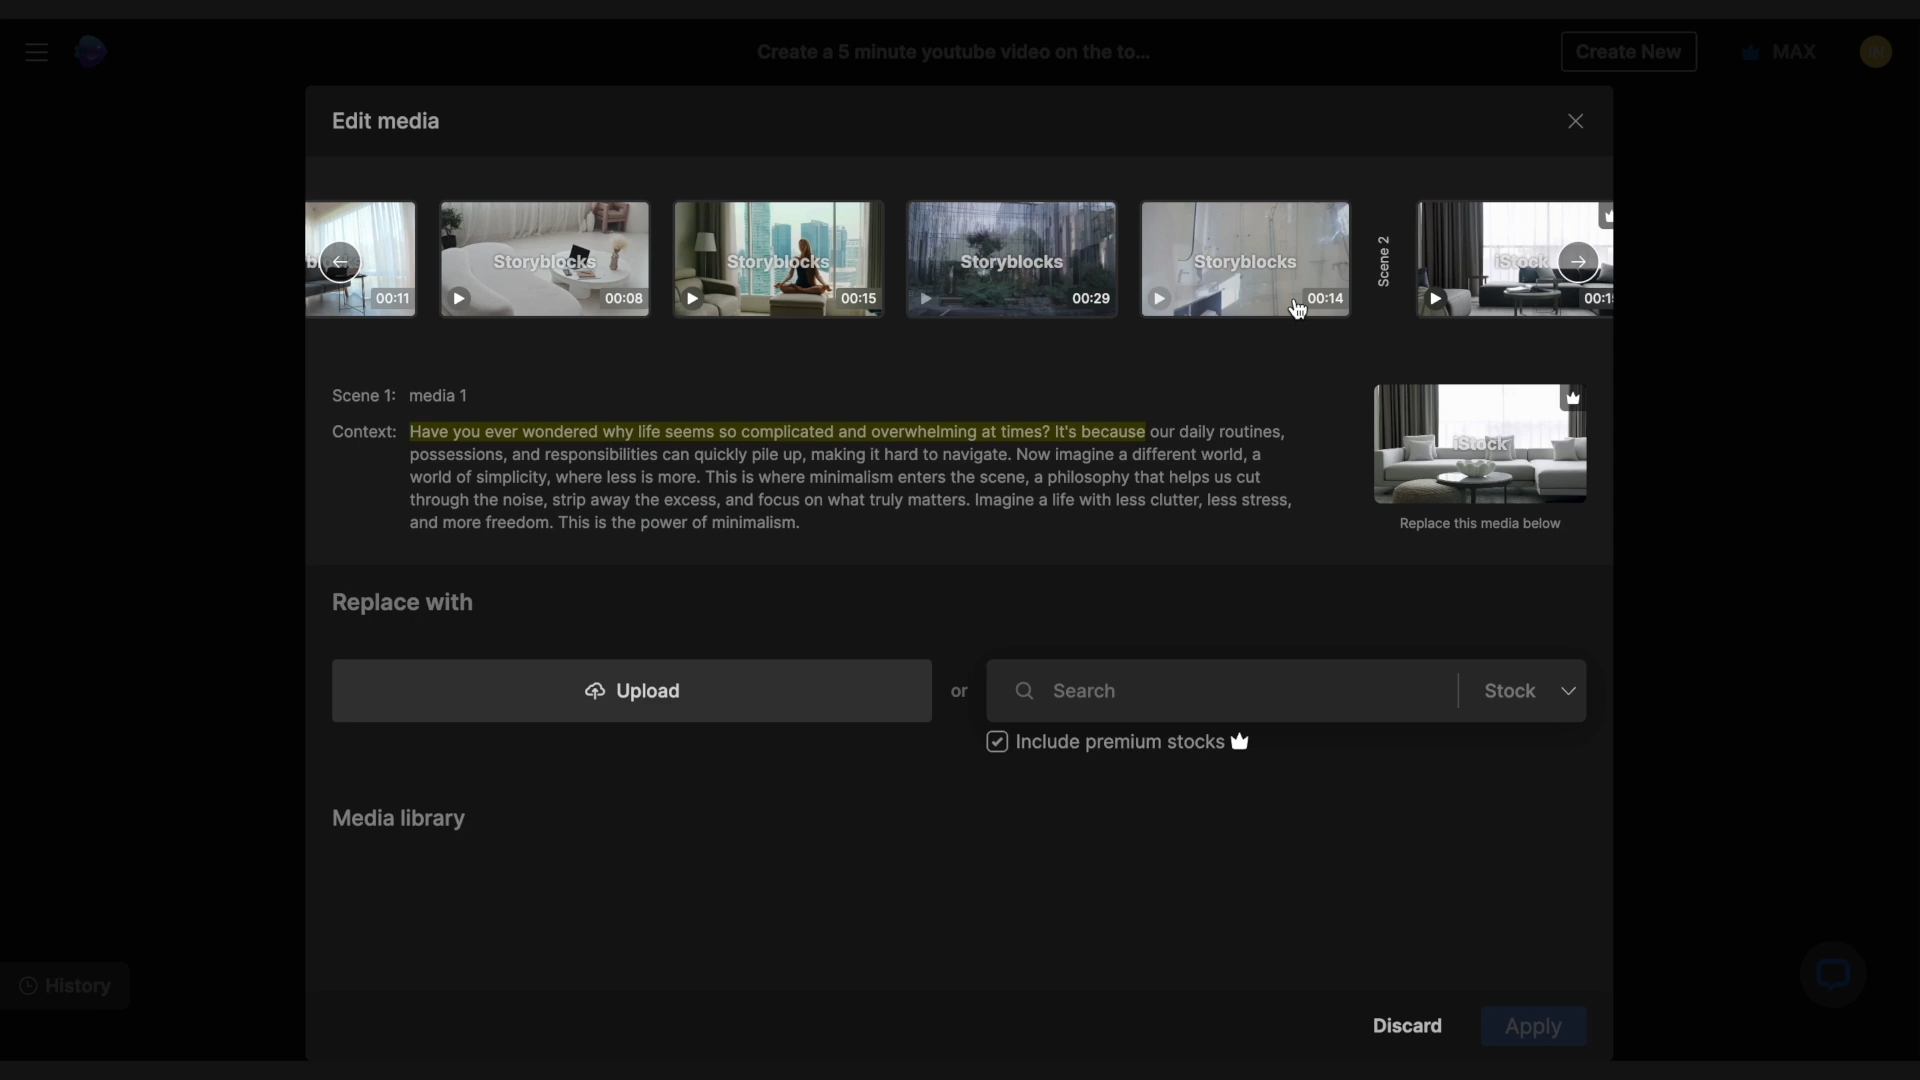 Create a 5 minute youtube video on the to...
Create New
MAX
IN
Edit media
00:11
Storyblocks
00:08
Storyblocks
00:15
Storyblocks
00:29
Storyblocks
00:14
Scene 2
iStock
Scene 1: media 1
Context: Have you ever wondered why life seems so complicated and overwhelming at times? It's because our daily routines,
possessions, and responsibilities can quickly pile up, making it hard to navigate. Now imagine a different world, a
world of simplicity, where less is more. This is where minimalism enters the scene, a philosophy that helps us cut
through the noise, strip away the excess, and focus on what truly matters. Imagine a life with less clutter, less stress,
and more freedom. This is the power of minimalism.
iStock
Replace this media below
Replace with
Upload
or
Search
Stock
Include premium stocks
Media library
History
Discard
Apply